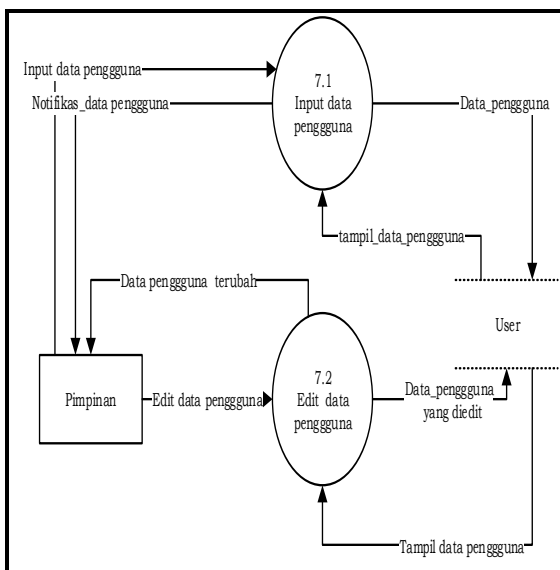 Input data penggguna
Notifikas_data penggguna
7.1
Input data
penggguna
Data_pengggguna
tampil_data_penggguna
Data penggguna terubah
User
Pimpinan
Edit data penggguna
7.2
Edit data
penggguna
Data_penggguna
yang diedit
Tampil data penggguna